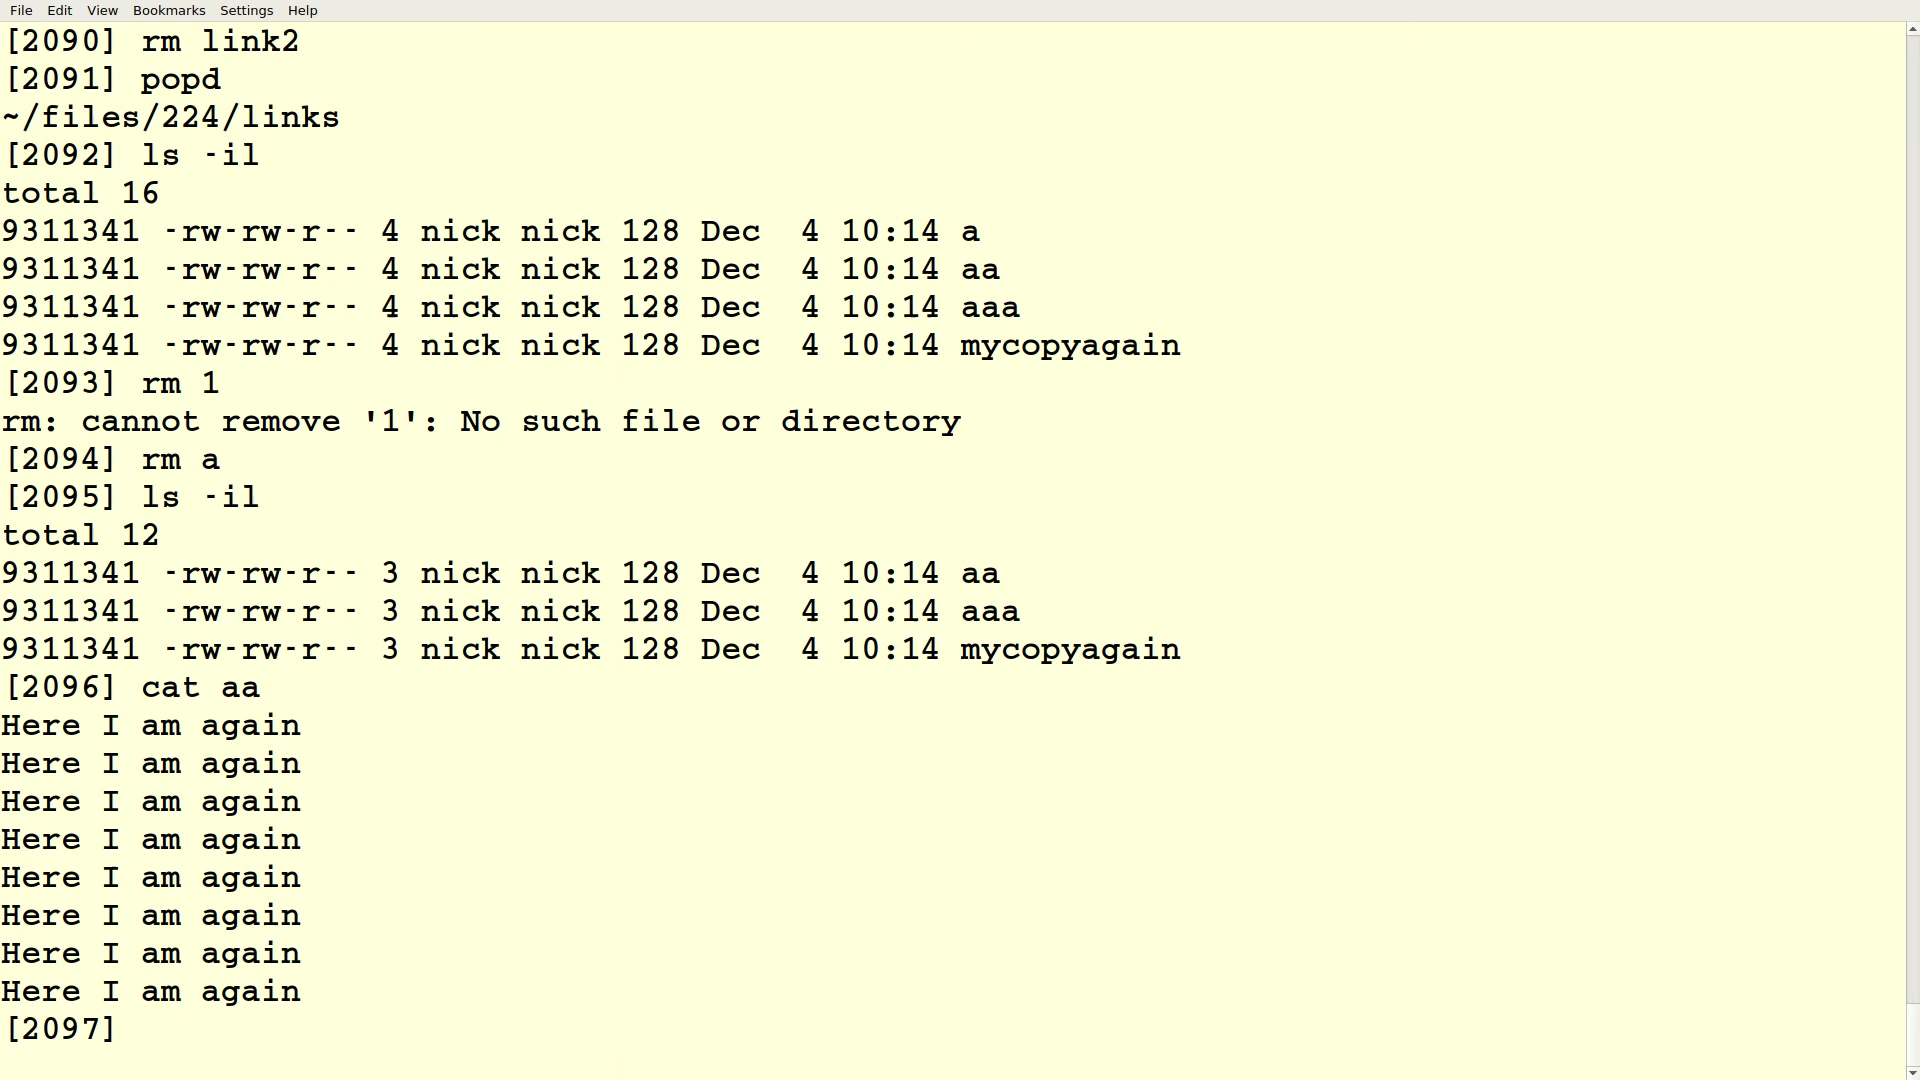 File Edit View Bookmarks Settings Help
[2090] rm link2
[2091] popd
~/files/224/links
[2092] ls -il
total 16
9311341 -rw-rw-r-- 4 nick nick 128 Dec  4 10:14 a
9311341 -rw-rw-r-- 4 nick nick 128 Dec  4 10:14 aa
9311341 -rw-rw-r-- 4 nick nick 128 Dec  4 10:14 aaa
9311341 -rw-rw-r-- 4 nick nick 128 Dec  4 10:14 mycopyagain
[2093] rm 1
rm: cannot remove '1': No such file or directory
[2094] rm a
[2095] ls -il
total 12
9311341 -rw-rw-r-- 3 nick nick 128 Dec  4 10:14 aa
9311341 -rw-rw-r-- 3 nick nick 128 Dec  4 10:14 aaa
9311341 -rw-rw-r-- 3 nick nick 128 Dec  4 10:14 mycopyagain
[2096] cat aa
Here I am again
Here I am again
Here I am again
Here I am again
Here I am again
Here I am again
Here I am again
Here I am again
[2097]